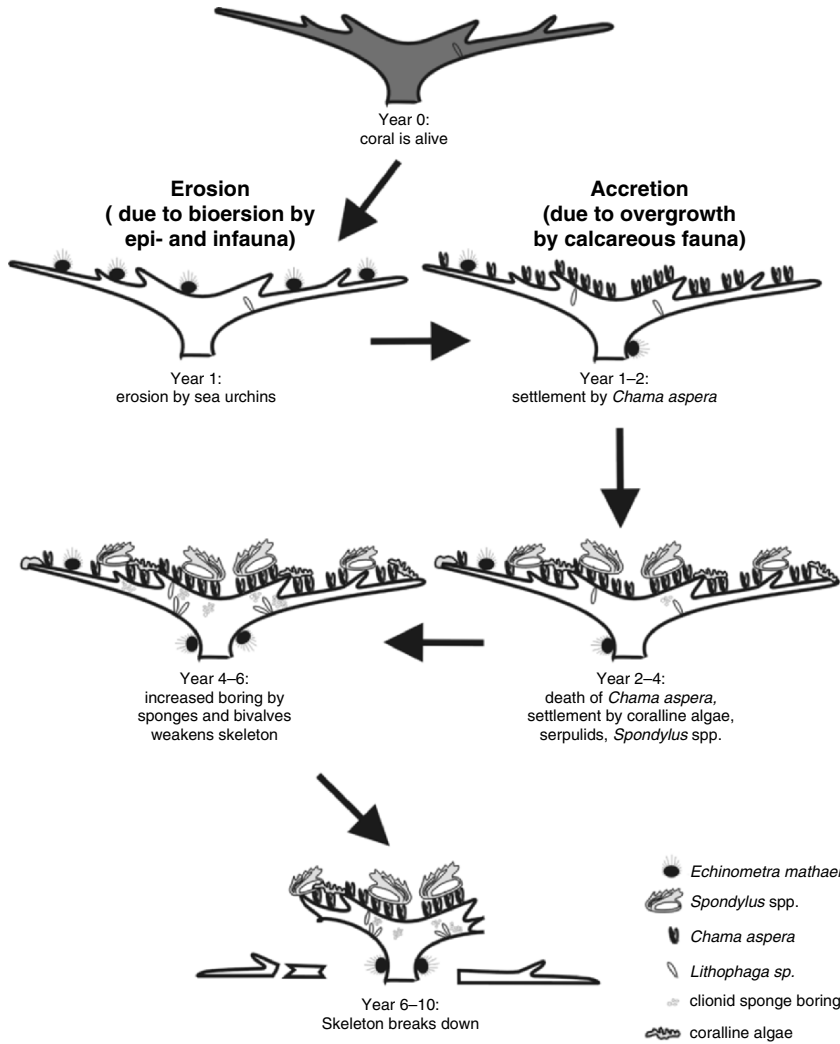 Year 0:
coral is alive
Erosion
( due to bioersion by
epi- and infauna)
Accretion
(due to overgrowth
by calcareous fauna)
Year 1:
erosion by sea urchins
Year 1–2:
settlement by Chama aspera
Year 4–6:
increased boring by
sponges and bivalves
weakens skeleton
Year 2–4:
death of Chama aspera,
settlement by coralline algae,
serpulids, Spondylus spp.
Year 6–10:
Skeleton breaks down
Echinometra mathaei
Spondylus spp.
Chama aspera
Lithophaga sp.
clionid sponge boring
coralline algae